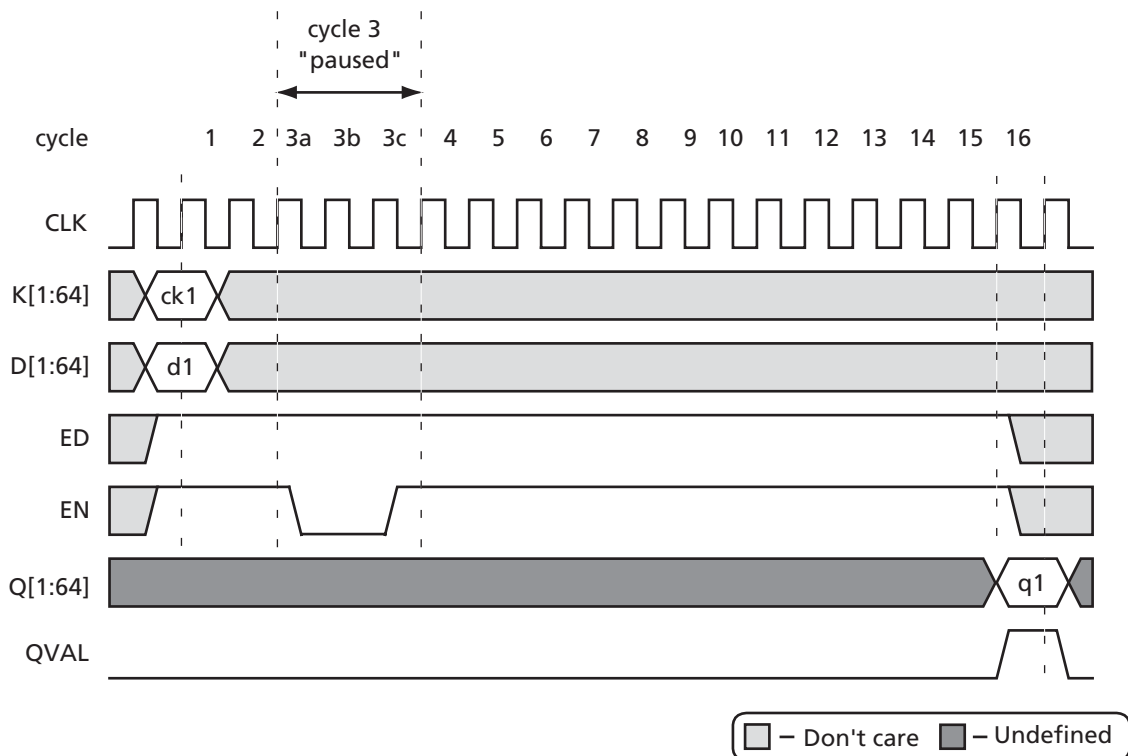 cycle 3
"paused"
cycle 1 2 3a 3b 3c 4 5 6 7 8 9 10 11 12 13 14 15 16
CLK
K[1:64] ck1
D[1:64] d1
ED
EN
Q[1:64] q1
QVAL
– Don't care – Undefined